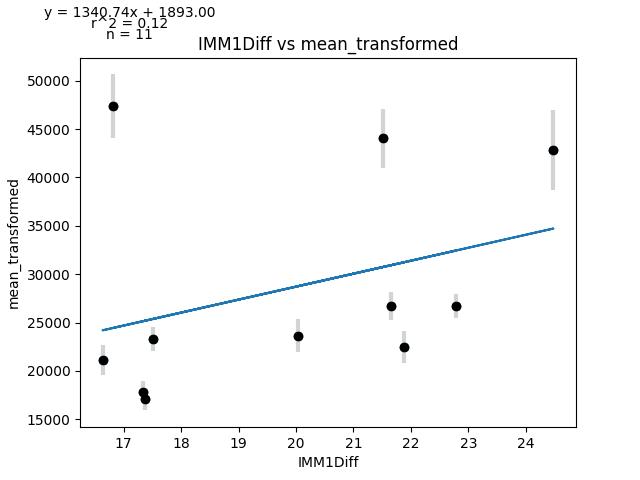 y = 1340.74x + 1893.00
r^2 = 0.12
n = 11
IMM1Diff vs mean_transformed
50000
45000
40000
35000
30000
25000
20000
15000
mean_transformed
17 18 19 20 21 22 23 24
IMM1Diff